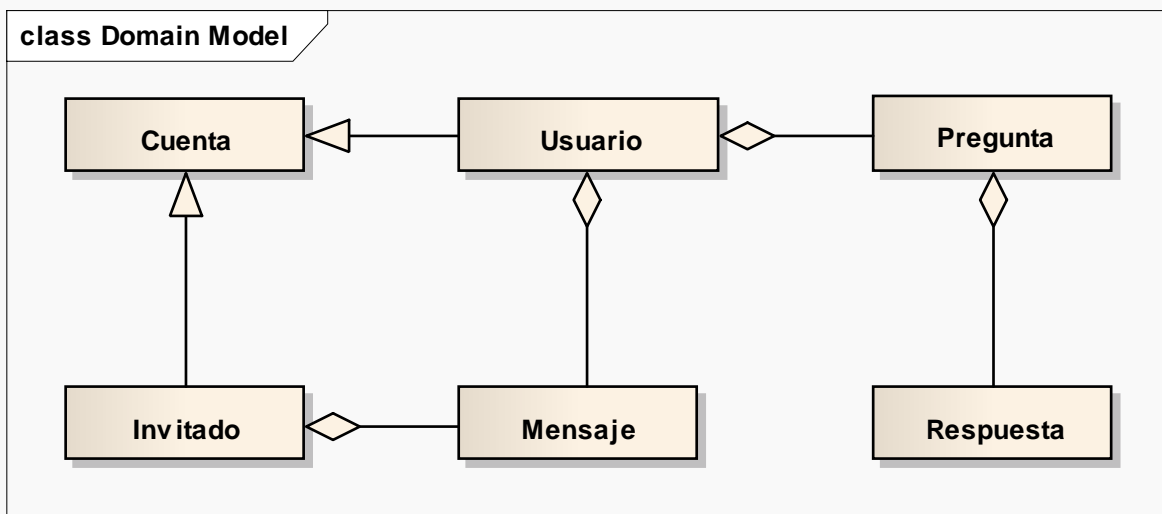 class Domain Model
Cuenta
Usuario
Pregunta
Invitado
Mensaje
Respuesta